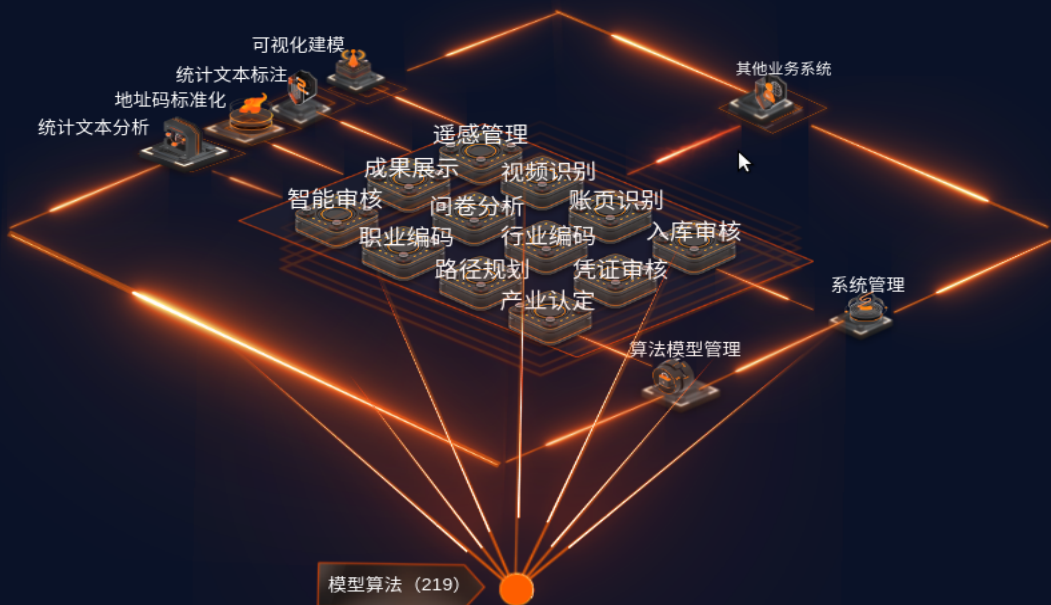 可视化建模
其他业务系统
统计文本标注
地址码标准化
统计文本分析
遥感管理
成果展示
视频识别
智能审核
问卷分析
账页识别
职业编码
行业编码
入库审核
路径规划
凭证审核
系统管理
产业认定
算法模型管理
模型算法（219）